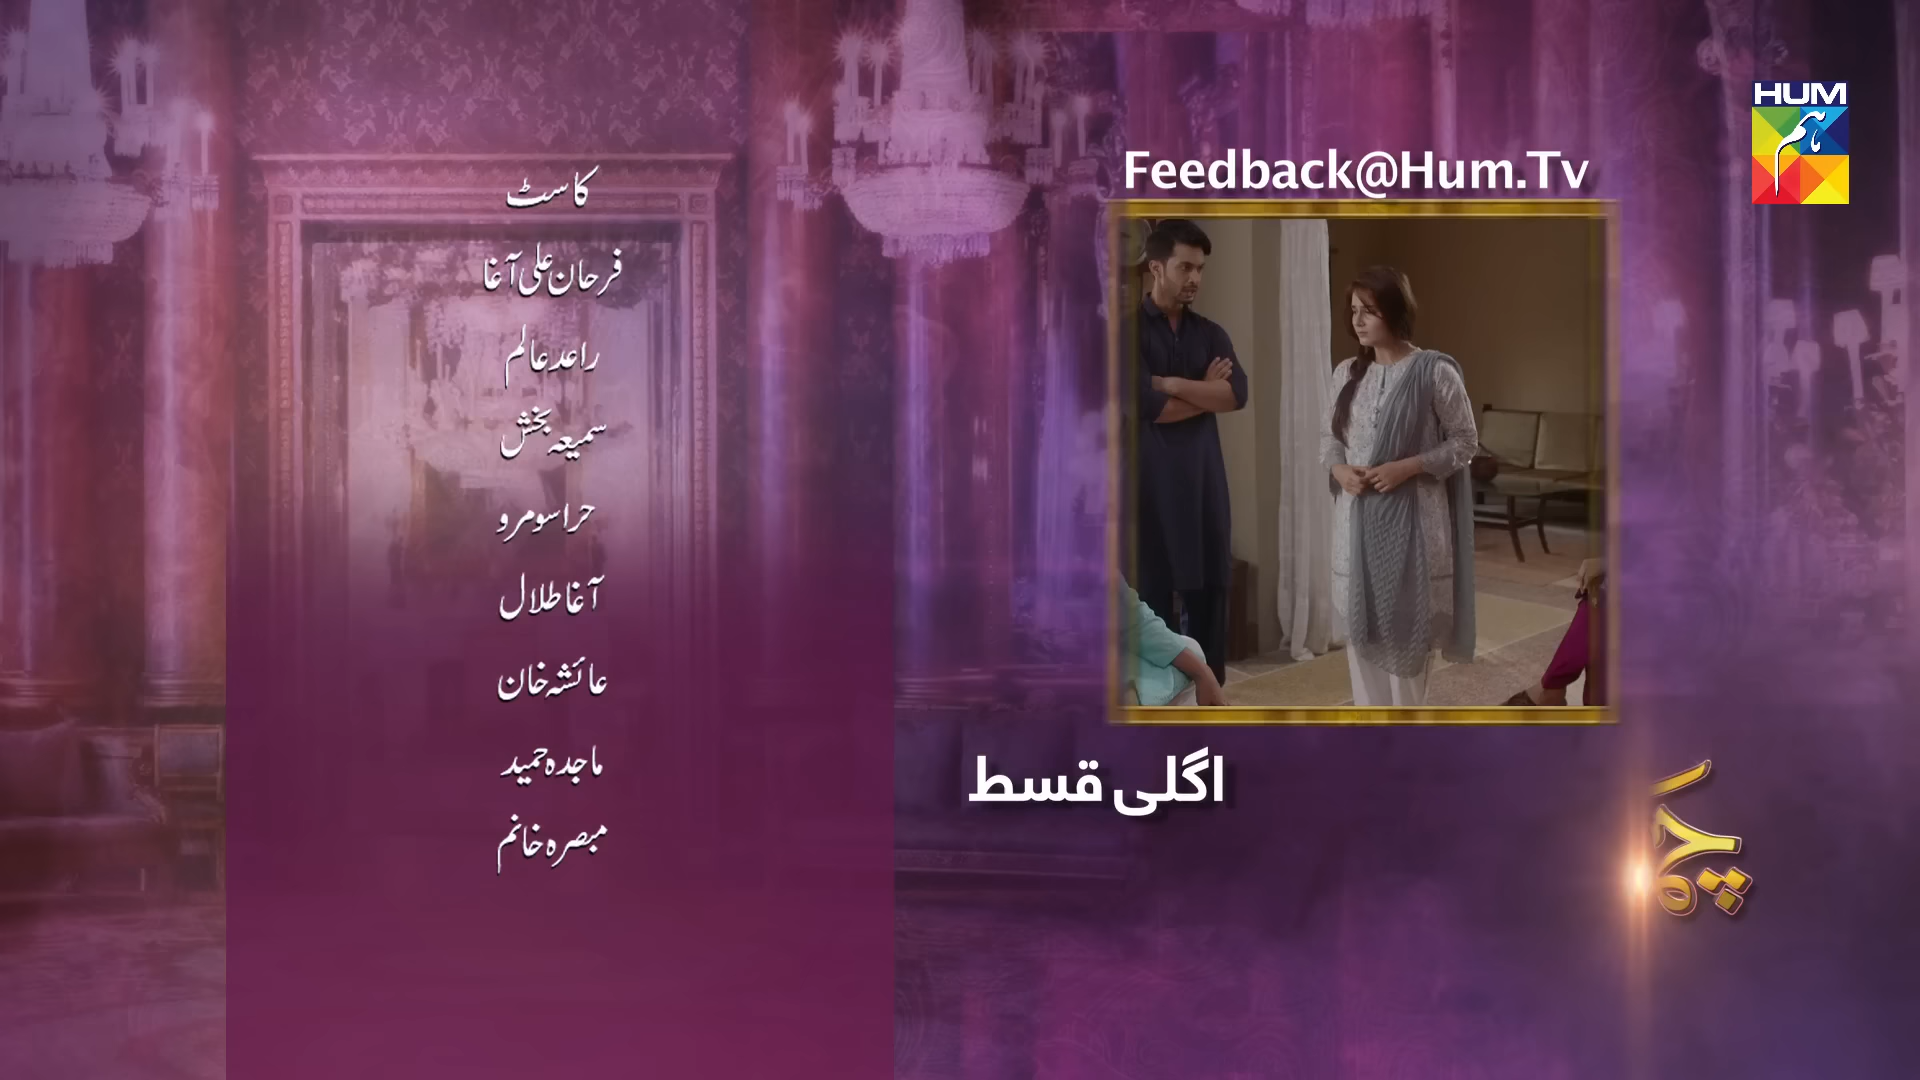 HUM
ہم
Feedback@Hum.Tv
کاسٹ
فرحان علی آغا
راعد عالم
سمیعہ بخش
حرا سومرو
آغا طلال
عائشہ خان
ماجدہ حمید
مبصرہ خانم
اگلی قسط